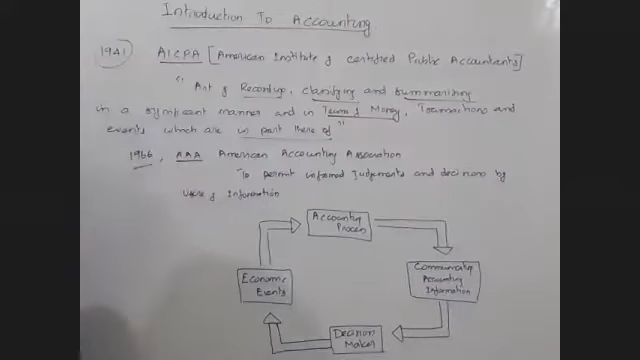 Introduction To Accounting
1941 AICPA [American Institute of Certified Public Accountants]
" Art of Recording, classifying and summarizing
in a significant manner and in Terms of Money, Transactions and
events which are in part there of "
1966, AAA American Accounting Association
To permit informed Judgements and decisions by
Users of Information
Accounting
Process
Economic
Events
Communicating
Accounting
Information
Decision
Maker